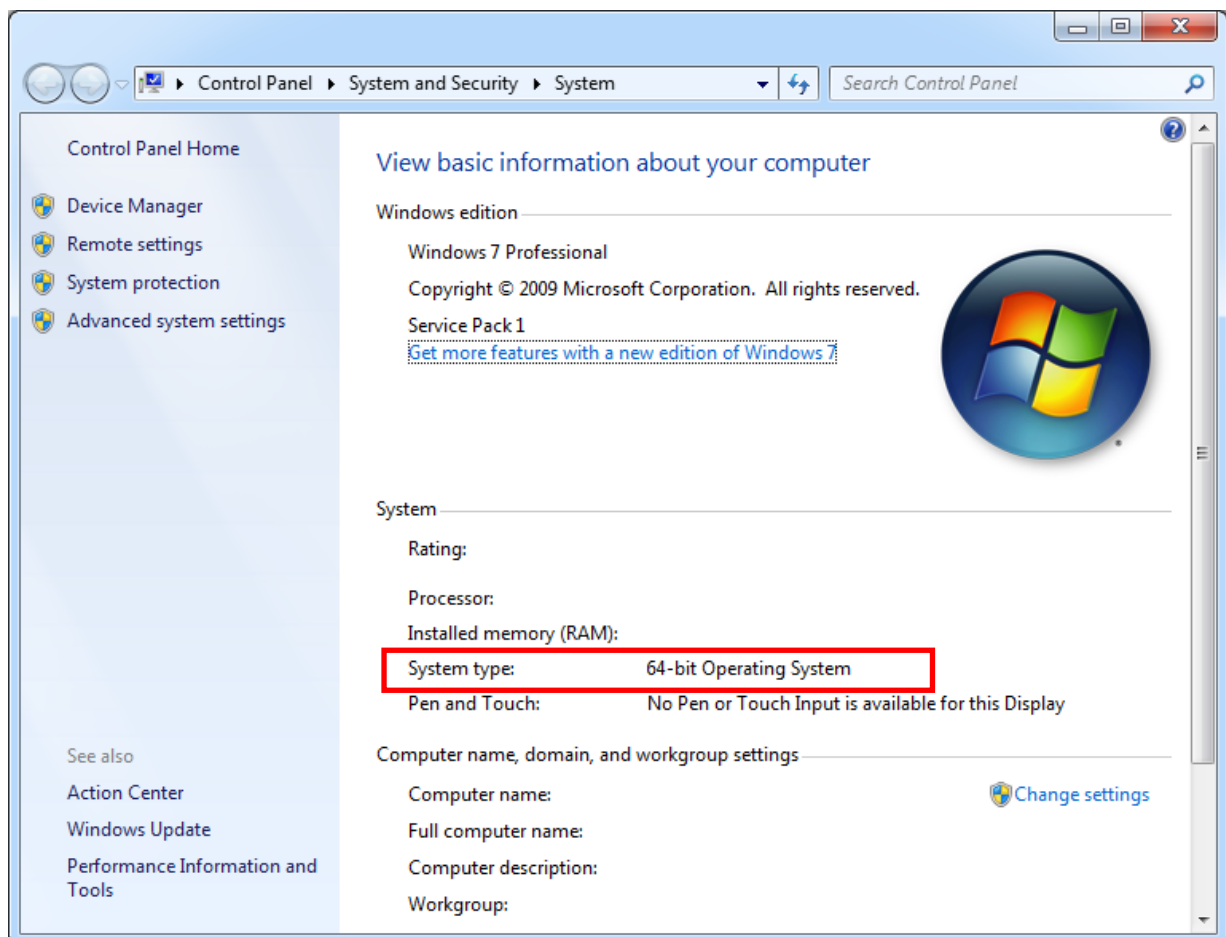 Control Panel System and Security System
Search Control Panel
Control Panel Home
Device Manager
Remote settings
System protection
Advanced system settings
See also
Action Center
Windows Update
Performance Information and
Tools
View basic information about your computer
Windows edition
Windows 7 Professional
Copyright © 2009 Microsoft Corporation. All rights reserved.
Service Pack 1
Get more features with a new edition of Windows 7
System
Rating:
Processor:
Installed memory (RAM):
System type: 64-bit Operating System
Pen and Touch: No Pen or Touch Input is available for this Display
Computer name, domain, and workgroup settings
Computer name: Change settings
Full computer name:
Computer description:
Workgroup: